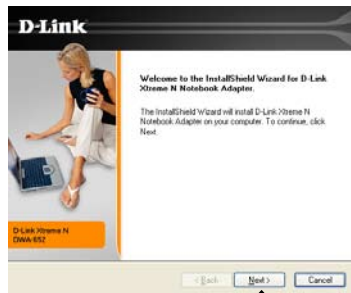 D-Link
Welcome to the InstallShield Wizard for D-Link
Xtreme N Notebook Adapter.
The InstallShield Wizard will install D-Link Xtreme N
Notebook Adapter on your computer. To continue, click
Next.
D-Link Xtreme N
DWA-652
< Back
Next >
Cancel